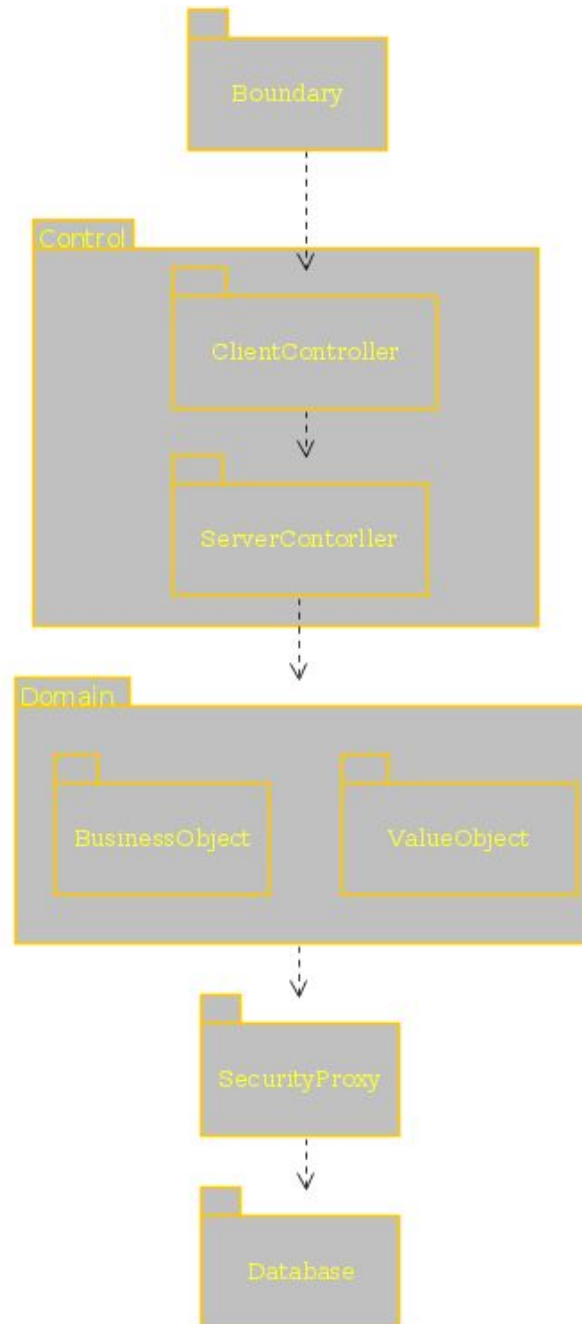 Boundary
Control
ClientController
ServerContorller
Domain
BusinessObject
ValueObject
SecurityProxy
Database